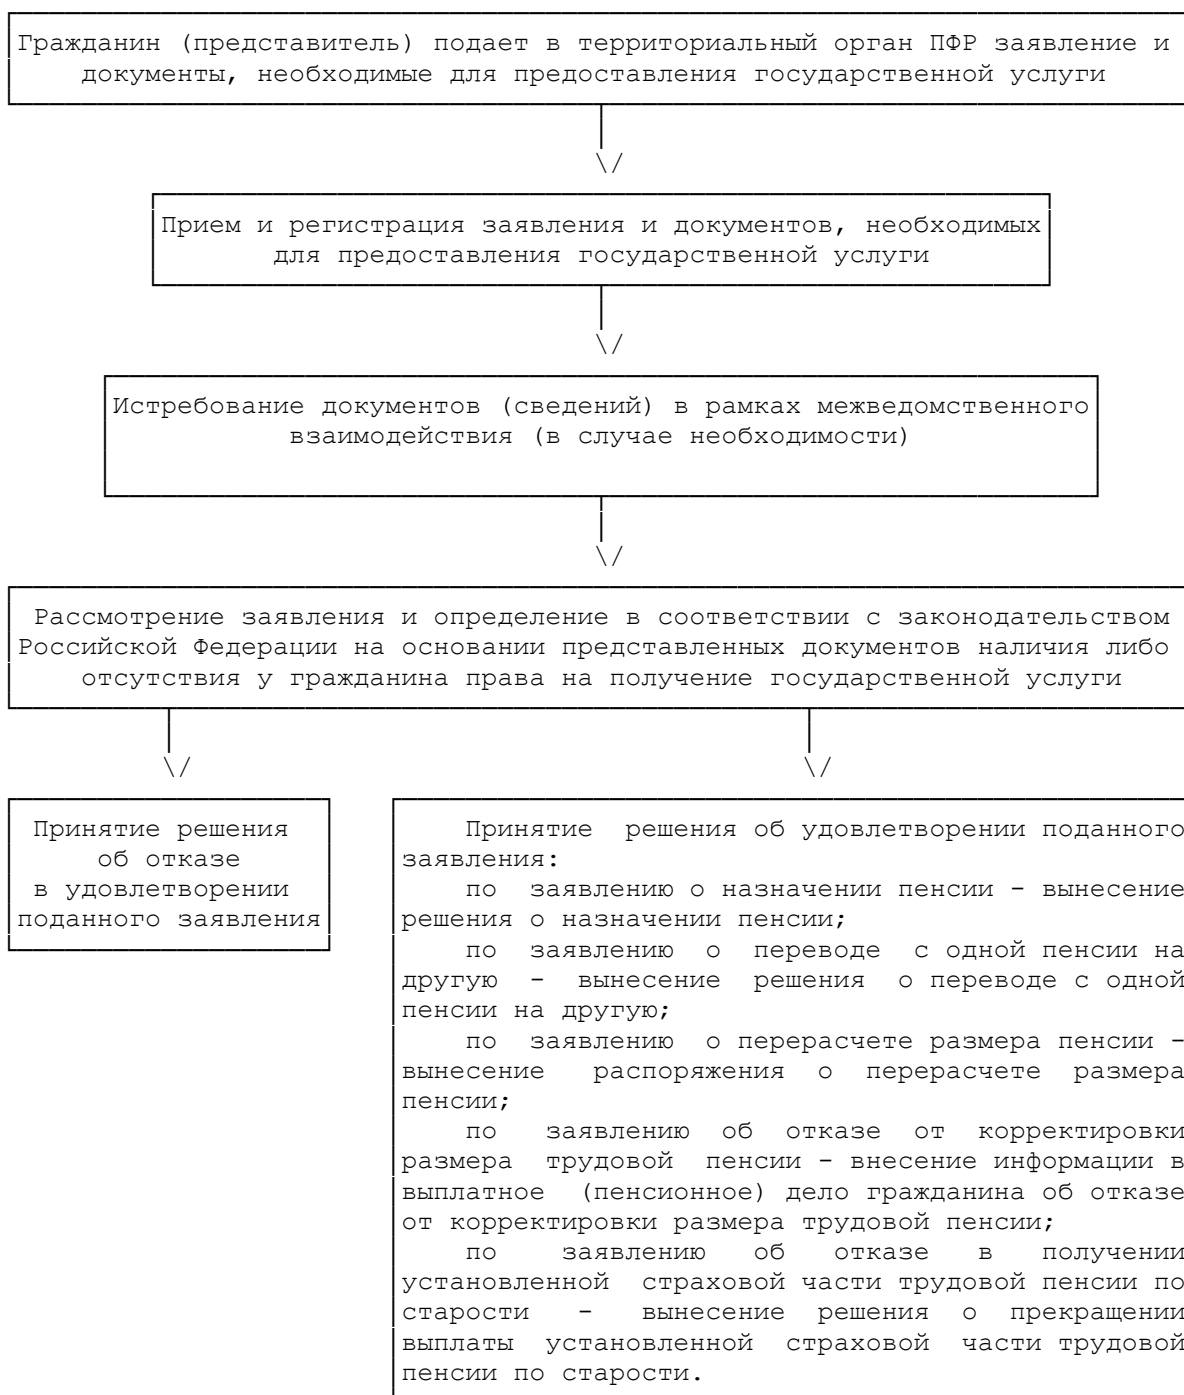 Гражданин (представитель) подает в территориальный орган ПФР заявление и
документы, необходимые для предоставления государственной услуги
\/
Прием и регистрация заявления и документов, необходимых
для предоставления государственной услуги
\/
Истребование документов (сведений) в рамках межведомственного
взаимодействия (в случае необходимости)
\/
Рассмотрение заявления и определение в соответствии с законодательством
Российской Федерации на основании представленных документов наличия либо
отсутствия у гражданина права на получение государственной услуги
\/ \/
Принятие решения
об отказе
в удовлетворении
поданного заявления
Принятие решения об удовлетворении поданного
заявления:
по заявлению о назначении пенсии - вынесение
решения о назначении пенсии;
по заявлению о переводе с одной пенсии на
другую - вынесение решения о переводе с одной
пенсии на другую;
по заявлению о перерасчете размера пенсии -
вынесение распоряжения о перерасчете размера
пенсии;
по заявлению об отказе от корректировки
размера трудовой пенсии - внесение информации в
выплатное (пенсионное) дело гражданина об отказе
от корректировки размера трудовой пенсии;
по заявлению об отказе в получении
установленной страховой части трудовой пенсии по
старости - вынесение решения о прекращении
выплаты установленной страховой части трудовой
пенсии по старости.